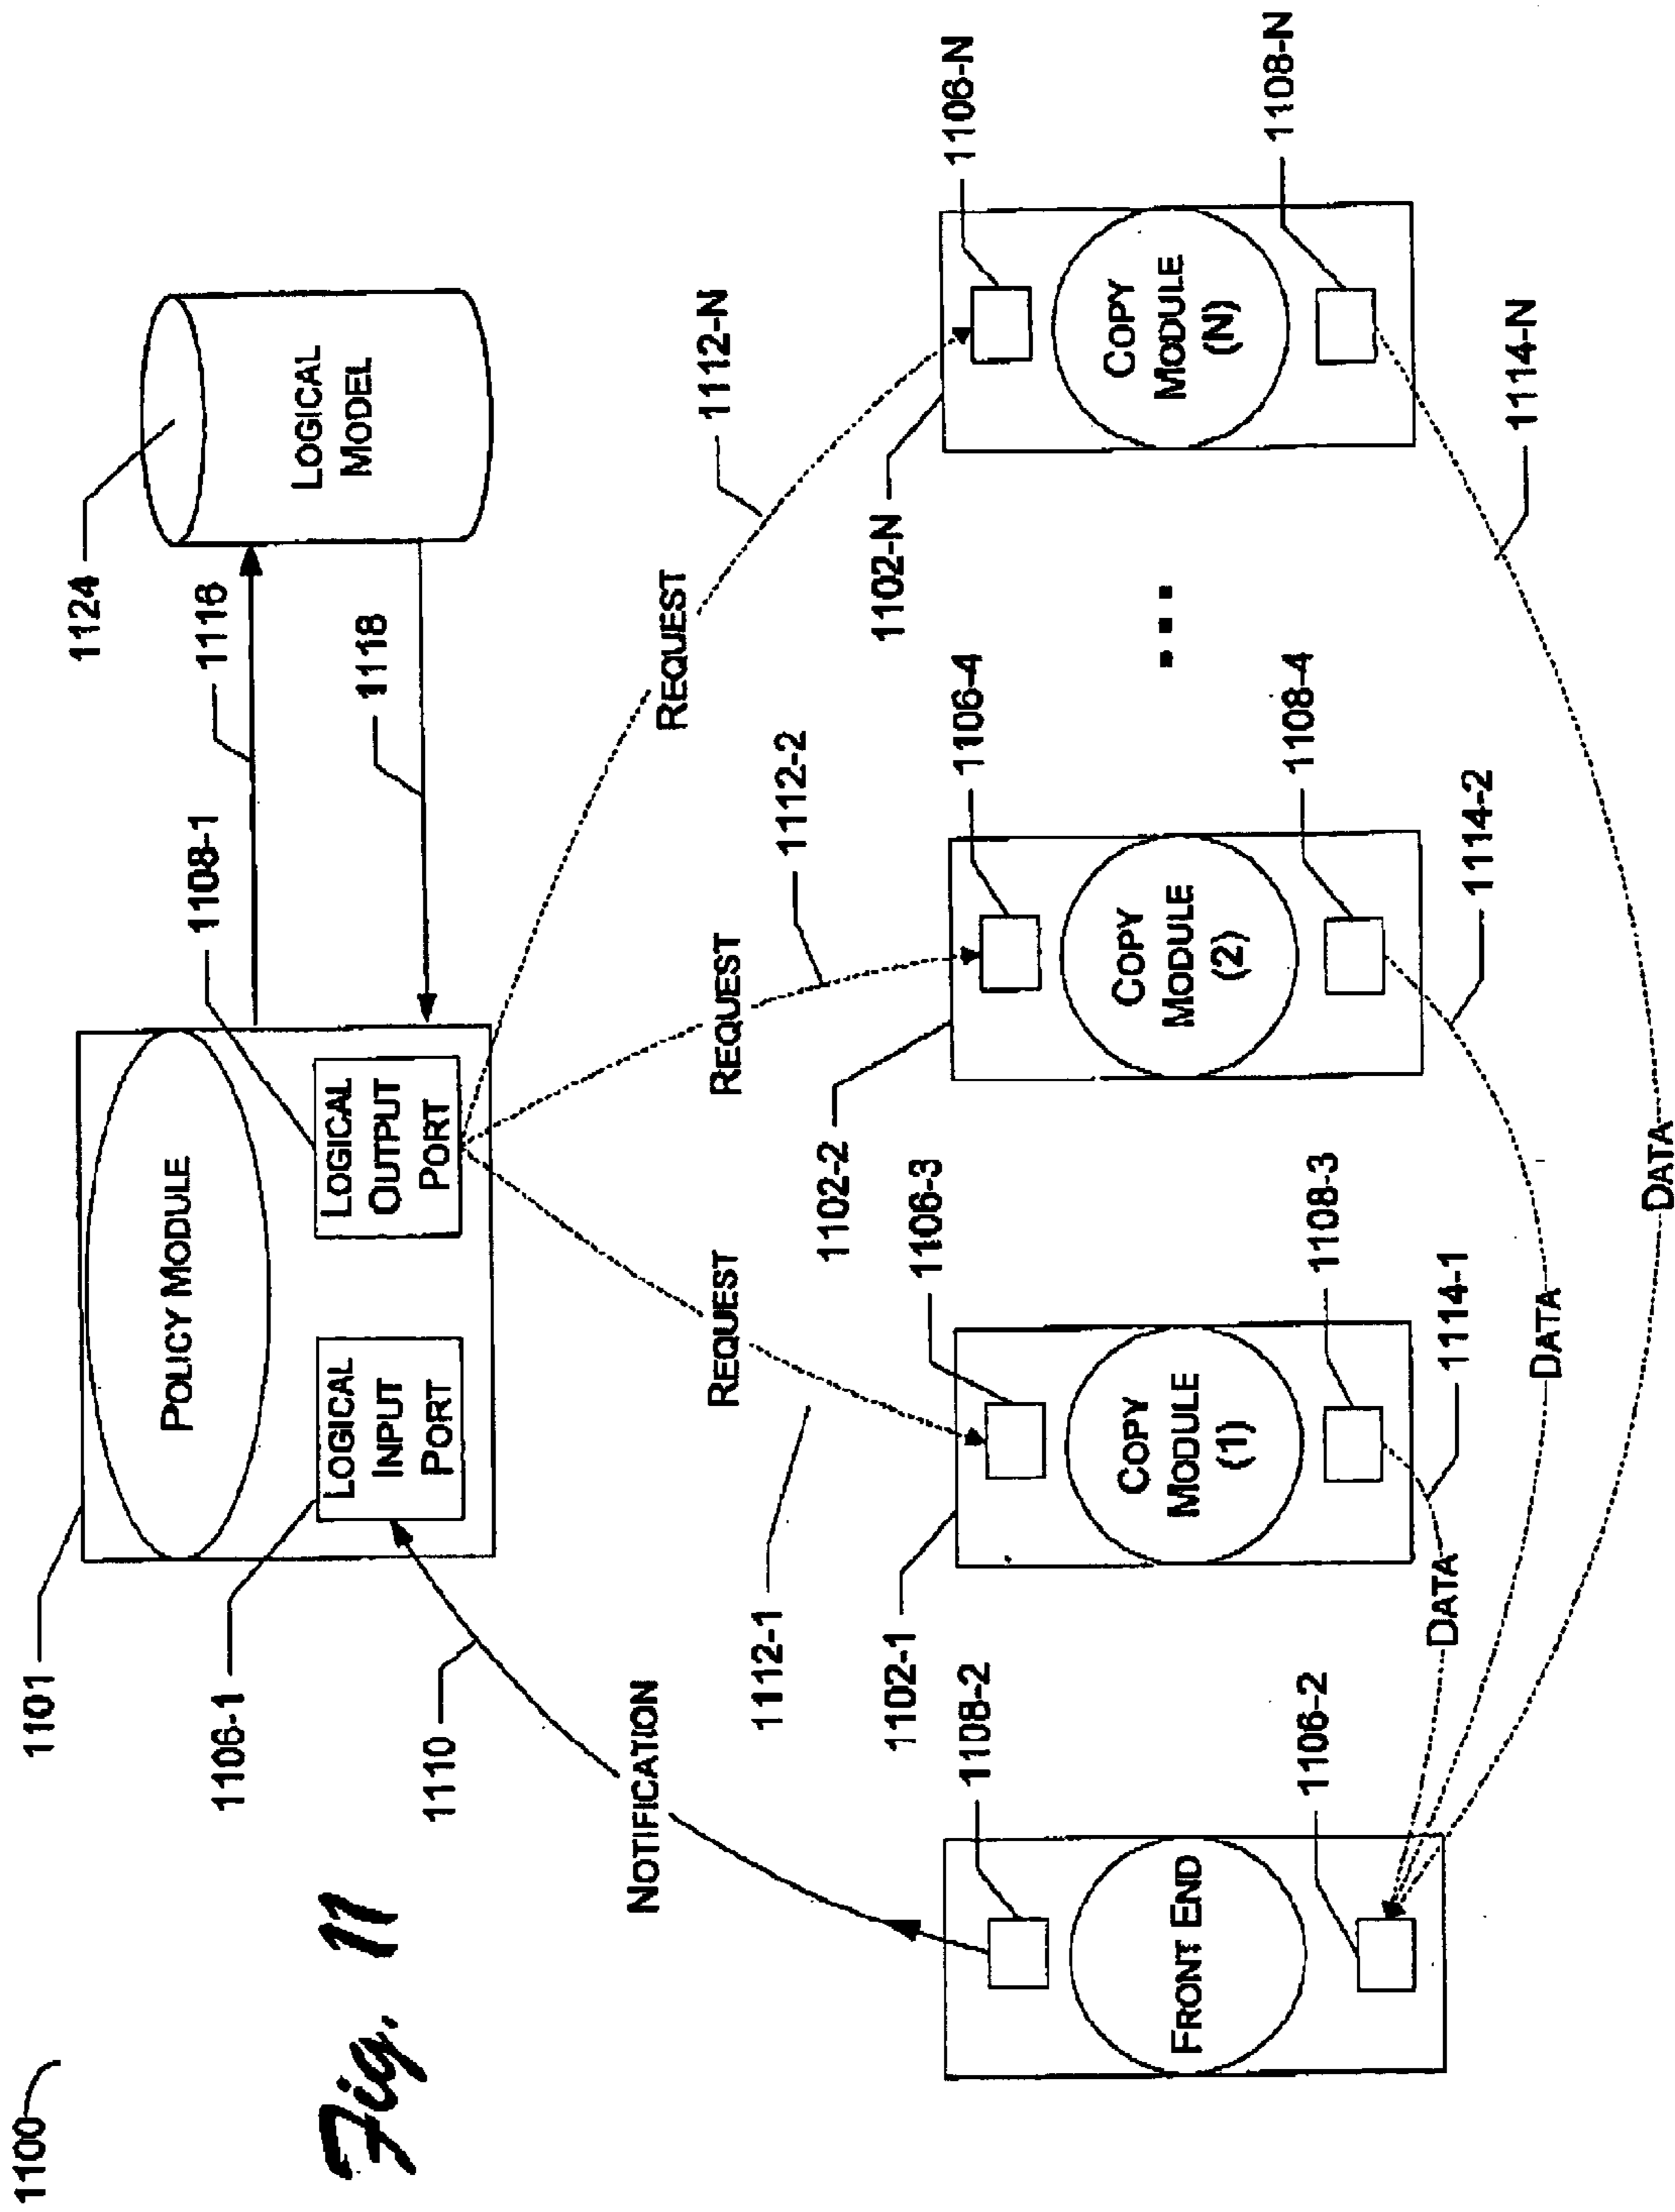 1100
Fig. 11
1101
1106-1
1110
POLICY MODULE
LOGICAL
INPUT
PORT
LOGICAL
OUTPUT
PORT
1108-1
1116
1118
1124
LOGICAL
MODEL
NOTIFICATION
1112-1
REQUEST
REQUEST
1112-2
REQUEST
1112-N
1108-2
FRONT END
1106-2
1102-1
1106-3
COPY
MODULE
(1)
1108-3
1114-1
DATA
1102-2
1106-4
COPY
MODULE
(2)
1108-4
1114-2
DATA
...
1102-N
1106-N
COPY
MODULE
(N)
1108-N
1114-N
DATA